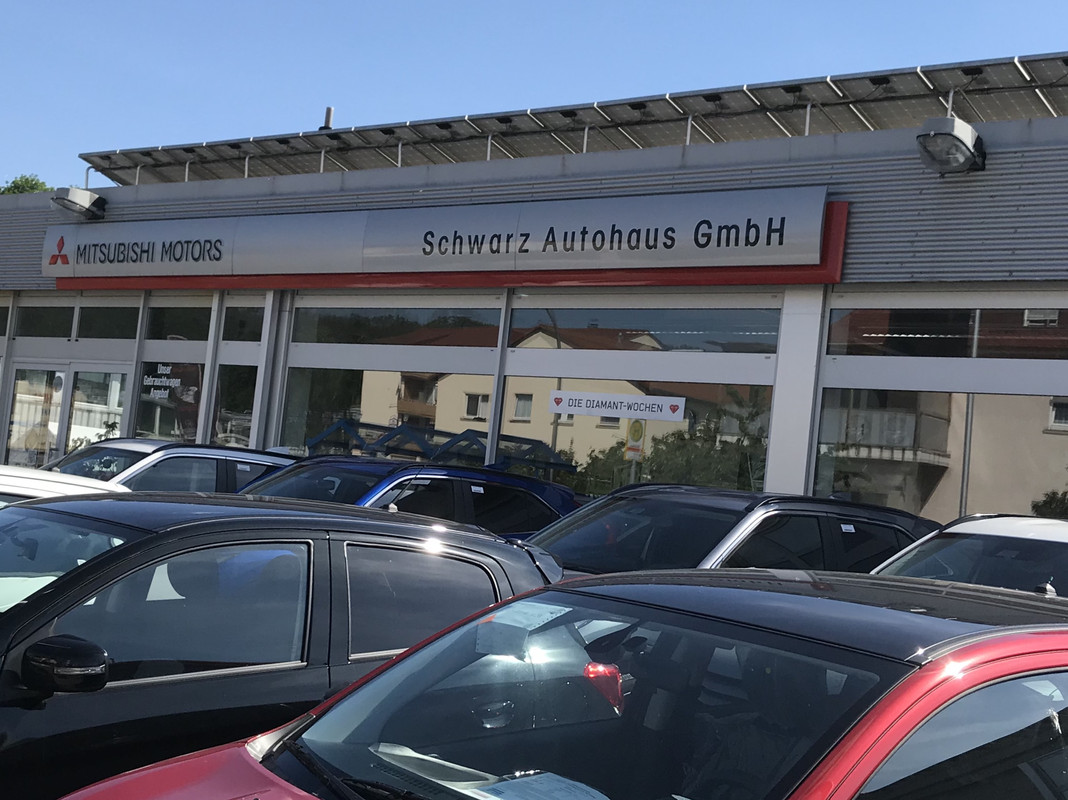 MITSUBISHI MOTORS
Schwarz Autohaus GmbH
Unser
Gebrauchtwagen
Angebot
DIE DIAMANT-WOCHEN